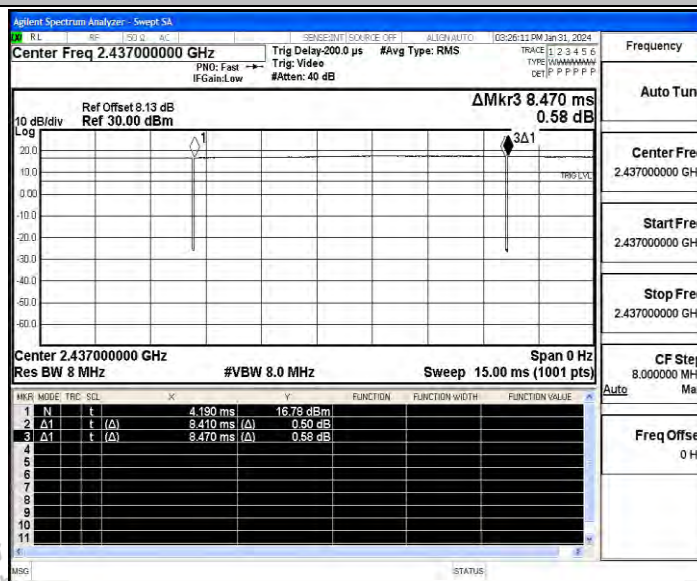 Agilent Spectrum Analyzer - Swept SA
RL RF 50 Ω AC SENSE:INT SOURCE OFF ALIGN AUTO 03:26:11 PM Jan 31, 2024
Center Freq 2.437000000 GHz
PNO: Fast
IFGain:Low
Trig Delay-200.0 µs
Trig: Video
#Atten: 40 dB
#Avg Type: RMS
TRACE 1 2 3 4 5 6
TYPE WWWWWW
DET P P P P P P
Frequency
Auto Tun
Ref Offset 8.13 dB
Ref 30.00 dBm
ΔMkr3 8.470 ms
0.58 dB
10 dB/div
Log
20.0
10.0
0.00
-10.0
-20.0
-30.0
-40.0
-50.0
-60.0
1
3Δ1
TRIG LVL
Center Fre
2.437000000 GH
Start Fre
2.437000000 GH
Stop Fre
2.437000000 GH
Center 2.437000000 GHz Span 0 Hz
Res BW 8 MHz #VBW 8.0 MHz Sweep 15.00 ms (1001 pts)
CF Step
8.000000 MH
Auto Ma
MKR MODE TRC SCL X Y FUNCTION FUNCTION WIDTH FUNCTION VALUE
1 N t 4.190 ms 16.78 dBm
2 Δ1 t (Δ) 8.410 ms (Δ) 0.50 dB
3 Δ1 t (Δ) 8.470 ms (Δ) 0.58 dB
4
5
6
7
8
9
10
11
Freq Offse
0 H
MSG STATUS